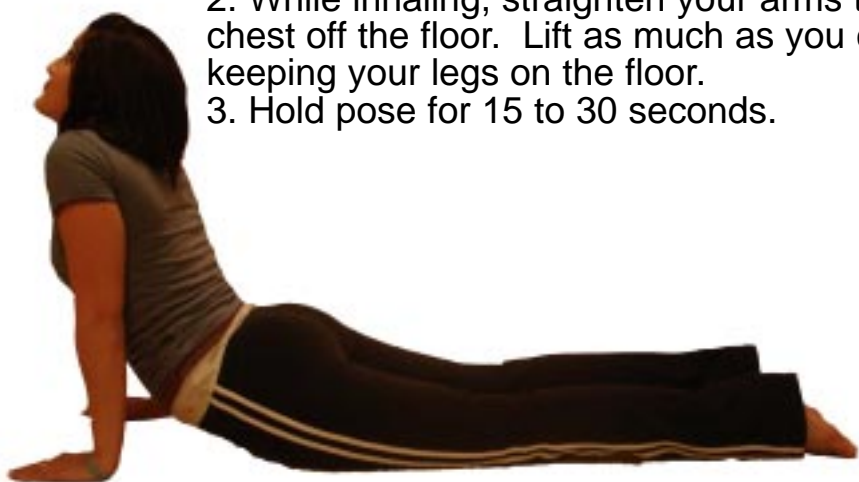 2. While inhaling, straighten your arms
chest off the floor. Lift as much as you
keeping your legs on the floor.
3. Hold pose for 15 to 30 seconds.